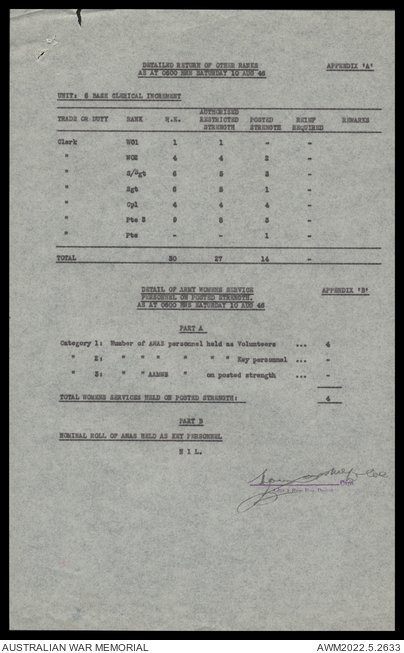 DETAILED RETURN OF OTHER RANKS
AS AT 0600 HRS SATURDAY 10 AUG 46
APPENDIX 'A'
UNIT: 6 BASE CLERICAL INCREMENT
TRADE OR DUTY RANK W.E. AUTHORISED RESTRICTED STRENGTH POSTED STRENGTH REINF REQUIRED REMARKS
Clerk WO1 1 1 - -
" WO2 4 4 2 -
" S/Sgt 6 5 3 -
" Sgt 6 5 1 -
" Cpl 4 4 4 -
" Pte 3 9 8 3 -
" Pte - - 1 -
TOTAL 30 27 14 -
DETAIL OF ARMY WOMENS SERVICE
PERSONNEL ON POSTED STRENGTH.
AS AT 0600 HRS SATURDAY 10 AUG 46
APPENDIX 'B'
PART A
Category 1: Number of AWAS personnel held as Volunteers ... 4
" 2: " " " " " Key personnel ... -
" 3: " " AAMWS " on posted strength ... -
TOTAL WOMENS SERVICES HELD ON POSTED STRENGTH: 4
PART B
NOMINAL ROLL OF AWAS HELD AS KEY PERSONNEL
N I L.
AUSTRALIAN WAR MEMORIAL
AWM2022.5.2633